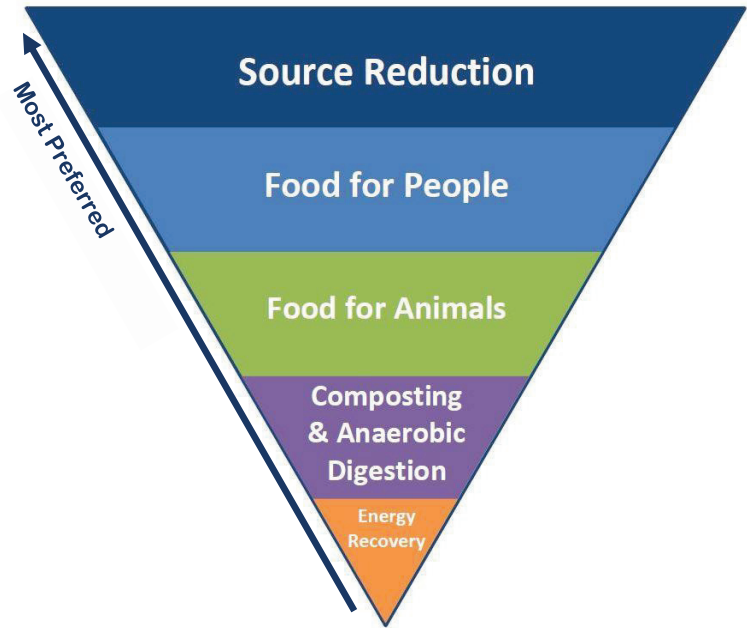 Source Reduction
Most Preferred
Food for People
Food for Animals
Composting
& Anaerobic
Digestion
Energy
Recovery